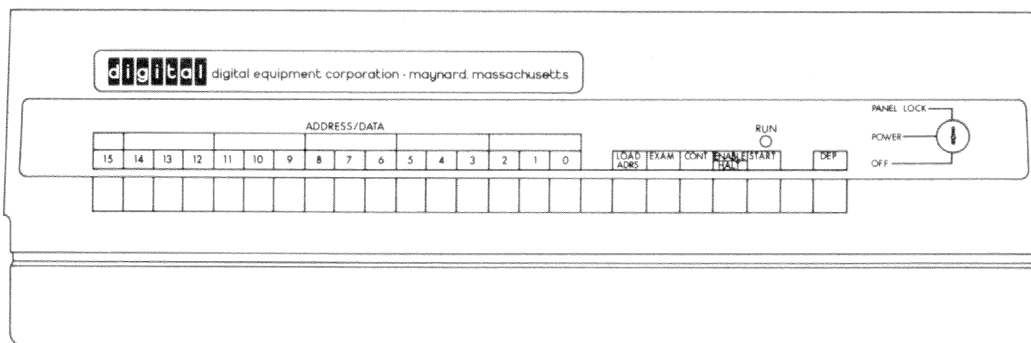 digital digital equipment corporation · maynard. massachusetts
PANEL LOCK
ADDRESS/DATA
RUN
POWER
15 14 13 12 11 10 9 8 7 6 5 4 3 2 1 0
LOAD ADRS EXAM CONT ENABLE HALT START DEP
OFF